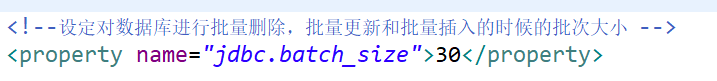 <!--设定对数据库进行批量删除，批量更新和批量插入的时候的批次大小 -->
<property name="jdbc.batch_size">30</property>